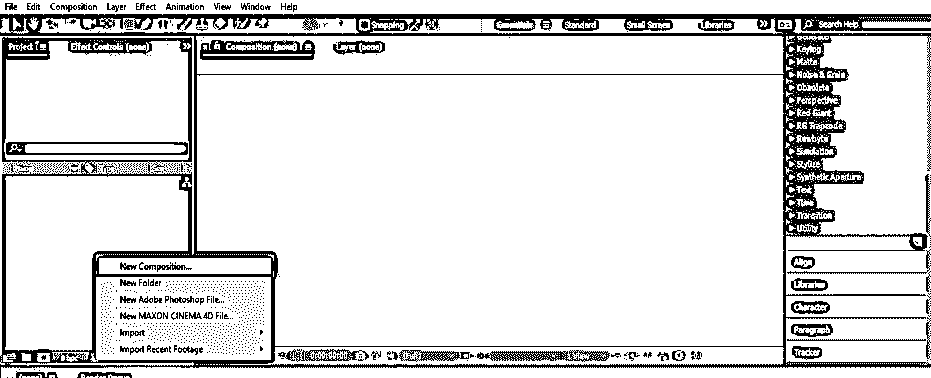 File Edit Composition Layer Effect Animation View Window Help
Snapping Essentials Standard Small Screen Libraries Search Help
Project Effect Controls (none) Composition (none) Layer (none)
Keying
Matte
Noise & Grain
Obsolete
Perspective
Red Giant
RG Trapcode
Rowbyte
Simulation
Stylize
Synthetic Aperture
Text
Time
Transition
Utility
New Composition...
New Folder
New Adobe Photoshop File...
New MAXON CINEMA 4D File...
Import
Import Recent Footage
Align
Libraries
Character
Paragraph
Tracker